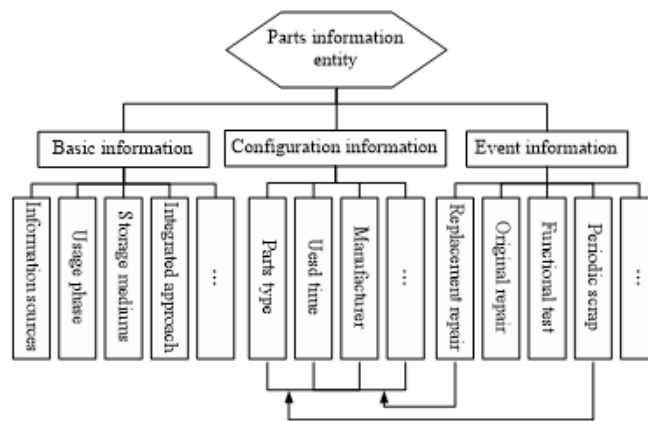 Parts information
entity
Basic information
Configuration information
Event information
Information sources
Usage phase
Storage mediums
Integrated approach
...
Parts type
Uesd time
Manufacturer
...
Replacement repair
Original repair
Functional test
Periodic scrap
...